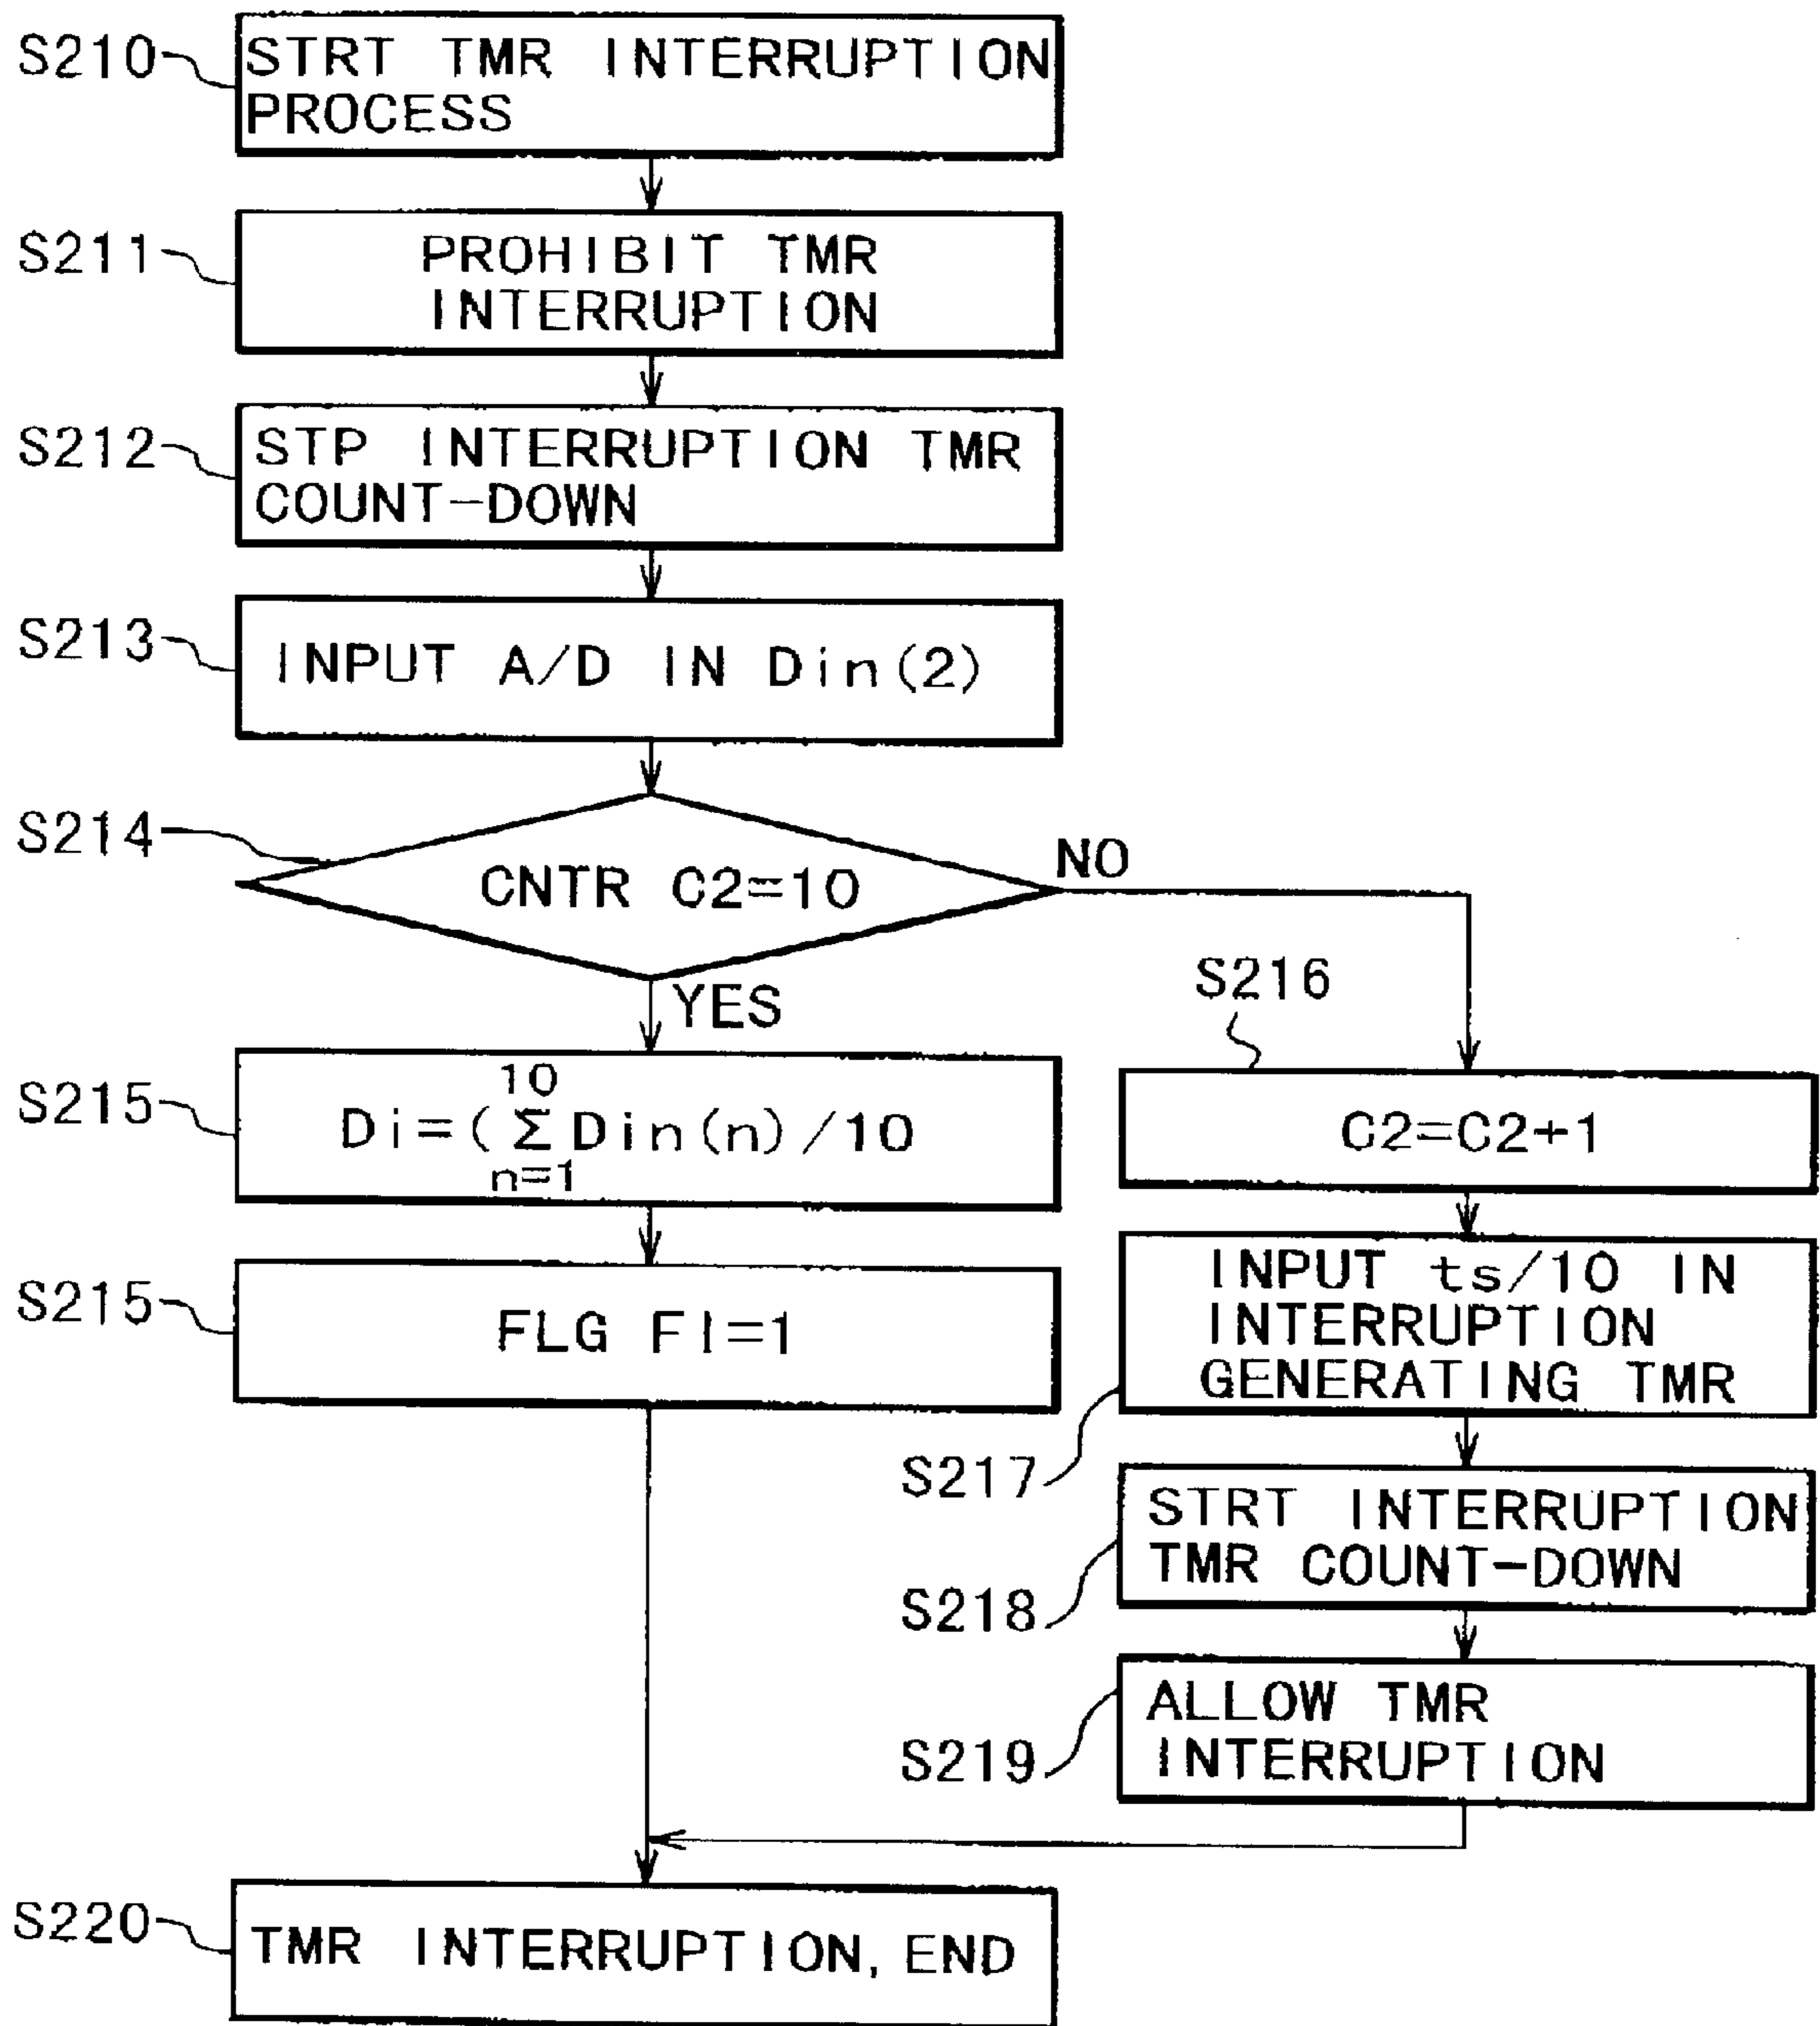 S210
STRT TMR INTERRUPTION
PROCESS
S211
PROHIBIT TMR
INTERRUPTION
S212
STP INTERRUPTION TMR
COUNT-DOWN
S213
INPUT A/D IN Din(2)
S214
CNTR C2=10
NO
YES
S215
10
Di=(ΣDin(n)/10
n=1
S215
FLG FI=1
S216
C2=C2+1
INPUT ts/10 IN
INTERRUPTION
GENERATING TMR
S217
STRT INTERRUPTION
TMR COUNT-DOWN
S218
ALLOW TMR
INTERRUPTION
S219
S220
TMR INTERRUPTION, END